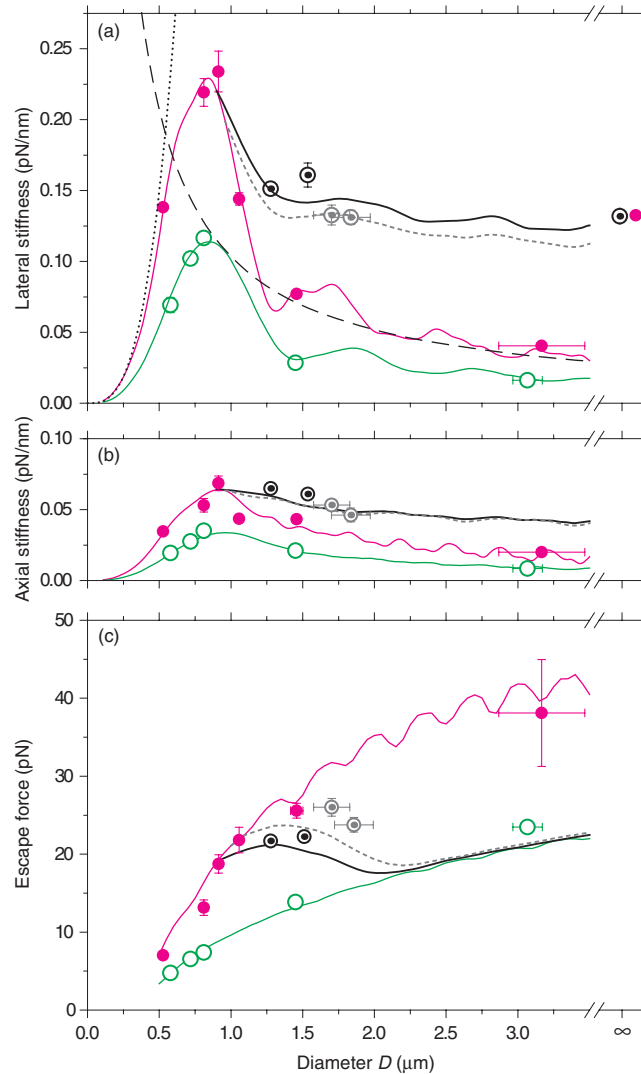 (a)
0.25
0.20
0.15
0.10
0.05
0.00
Lateral stiffness (pN/nm)
(b)
0.10
0.05
0.00
Axial stiffness (pN/nm)
(c)
50
40
30
20
10
0
Escape force (pN)
0.0 0.5 1.0 1.5 2.0 2.5 3.0 ∞
Diameter D (μm)